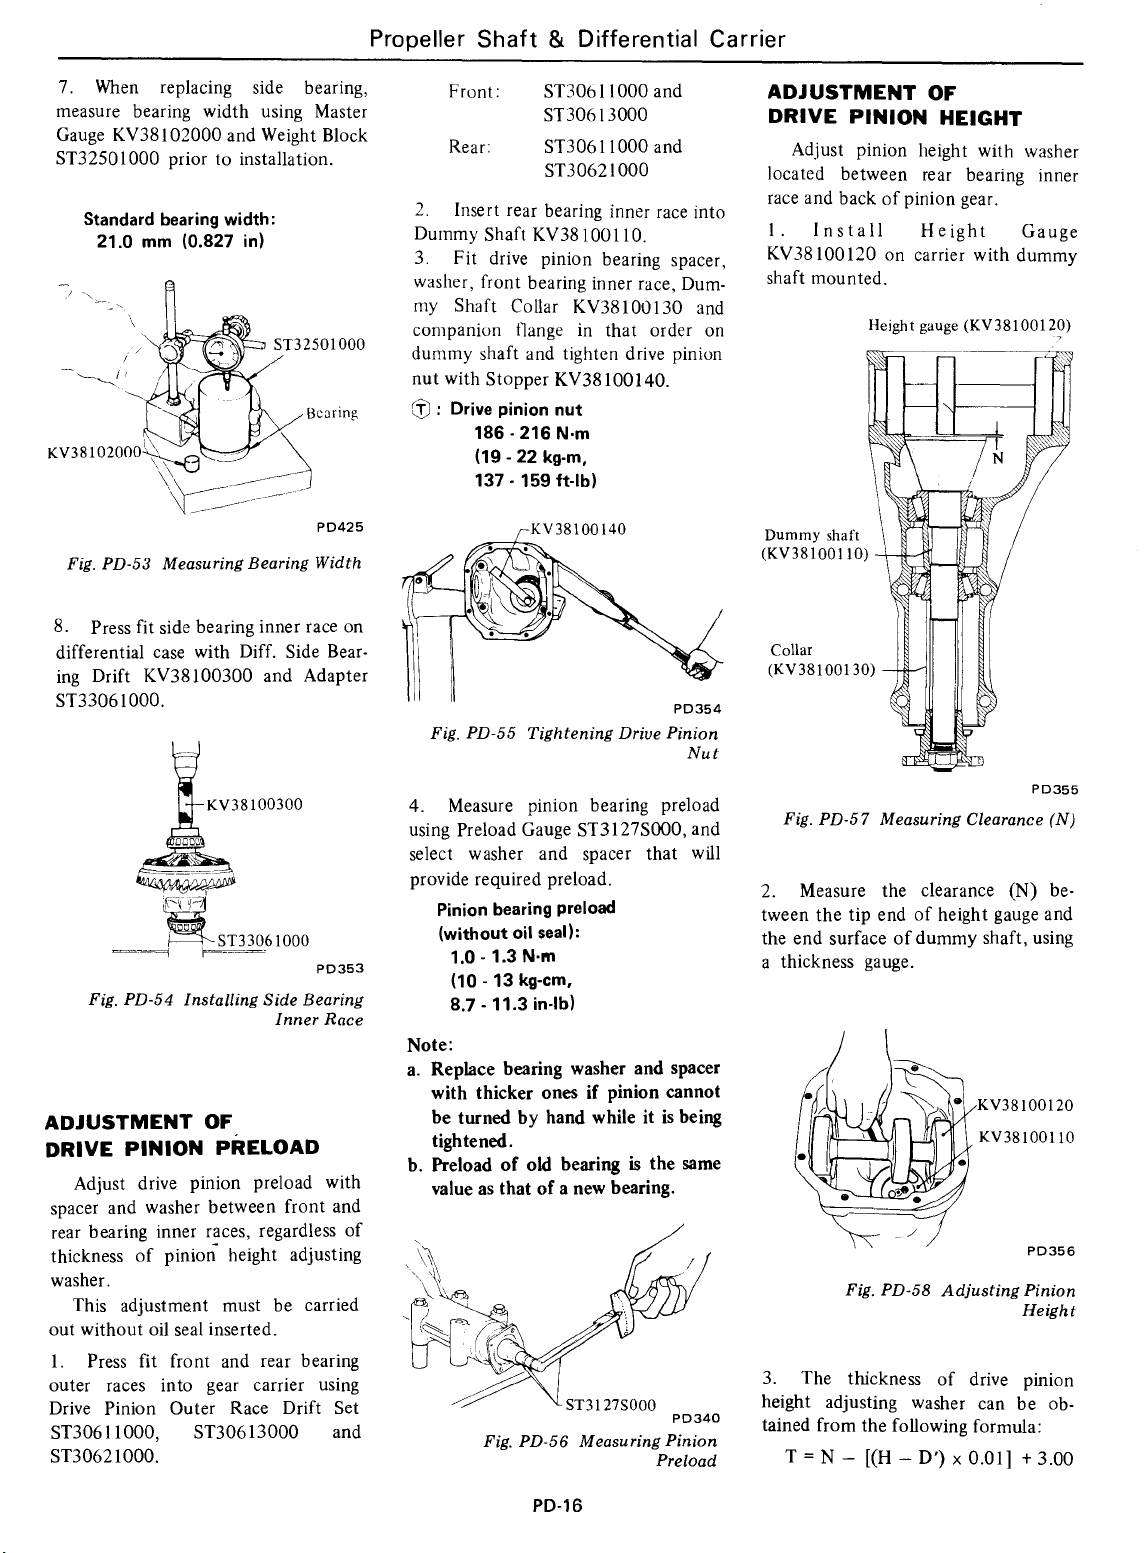 Propeller Shaft & Differential Carrier
7. When replacing side bearing,
measure bearing width using Master
Gauge KV38102000 and Weight Block
ST32501000 prior to installation.
Standard bearing width:
21.0 mm (0.827 in)
ST32501000
Bearing
KV38102000
PD425
Fig. PD-53 Measuring Bearing Width
8. Press fit side bearing inner race on
differential case with Diff. Side Bear-
ing Drift KV38100300 and Adapter
ST33061000.
KV38100300
ST33061000
PD353
Fig. PD-54 Installing Side Bearing
Inner Race
ADJUSTMENT OF
DRIVE PINION PRELOAD
Adjust drive pinion preload with
spacer and washer between front and
rear bearing inner races, regardless of
thickness of pinion height adjusting
washer.
This adjustment must be carried
out without oil seal inserted.
1. Press fit front and rear bearing
outer races into gear carrier using
Drive Pinion Outer Race Drift Set
ST30611000, ST30613000 and
ST30621000.
Front: ST30611000 and
ST30613000
Rear: ST30611000 and
ST30621000
2. Insert rear bearing inner race into
Dummy Shaft KV38100110.
3. Fit drive pinion bearing spacer,
washer, front bearing inner race, Dum-
my Shaft Collar KV38100130 and
companion flange in that order on
dummy shaft and tighten drive pinion
nut with Stopper KV38100140.
Ⓣ : Drive pinion nut
186 - 216 N·m
(19 - 22 kg-m,
137 - 159 ft-lb)
KV38100140
PD354
Fig. PD-55 Tightening Drive Pinion
Nut
4. Measure pinion bearing preload
using Preload Gauge ST3127S000, and
select washer and spacer that will
provide required preload.
Pinion bearing preload
(without oil seal):
1.0 - 1.3 N·m
(10 - 13 kg-cm,
8.7 - 11.3 in-lb)
Note:
a. Replace bearing washer and spacer
with thicker ones if pinion cannot
be turned by hand while it is being
tightened.
b. Preload of old bearing is the same
value as that of a new bearing.
ST3127S000
PD340
Fig. PD-56 Measuring Pinion
Preload
ADJUSTMENT OF
DRIVE PINION HEIGHT
Adjust pinion height with washer
located between rear bearing inner
race and back of pinion gear.
1. Install Height Gauge
KV38100120 on carrier with dummy
shaft mounted.
Height gauge (KV38100120)
N
Dummy shaft
(KV38100110)
Collar
(KV38100130)
PD355
Fig. PD-57 Measuring Clearance (N)
2. Measure the clearance (N) be-
tween the tip end of height gauge and
the end surface of dummy shaft, using
a thickness gauge.
KV38100120
KV38100110
PD356
Fig. PD-58 Adjusting Pinion
Height
3. The thickness of drive pinion
height adjusting washer can be ob-
tained from the following formula:
T = N – [(H – D') x 0.01] + 3.00
PD-16